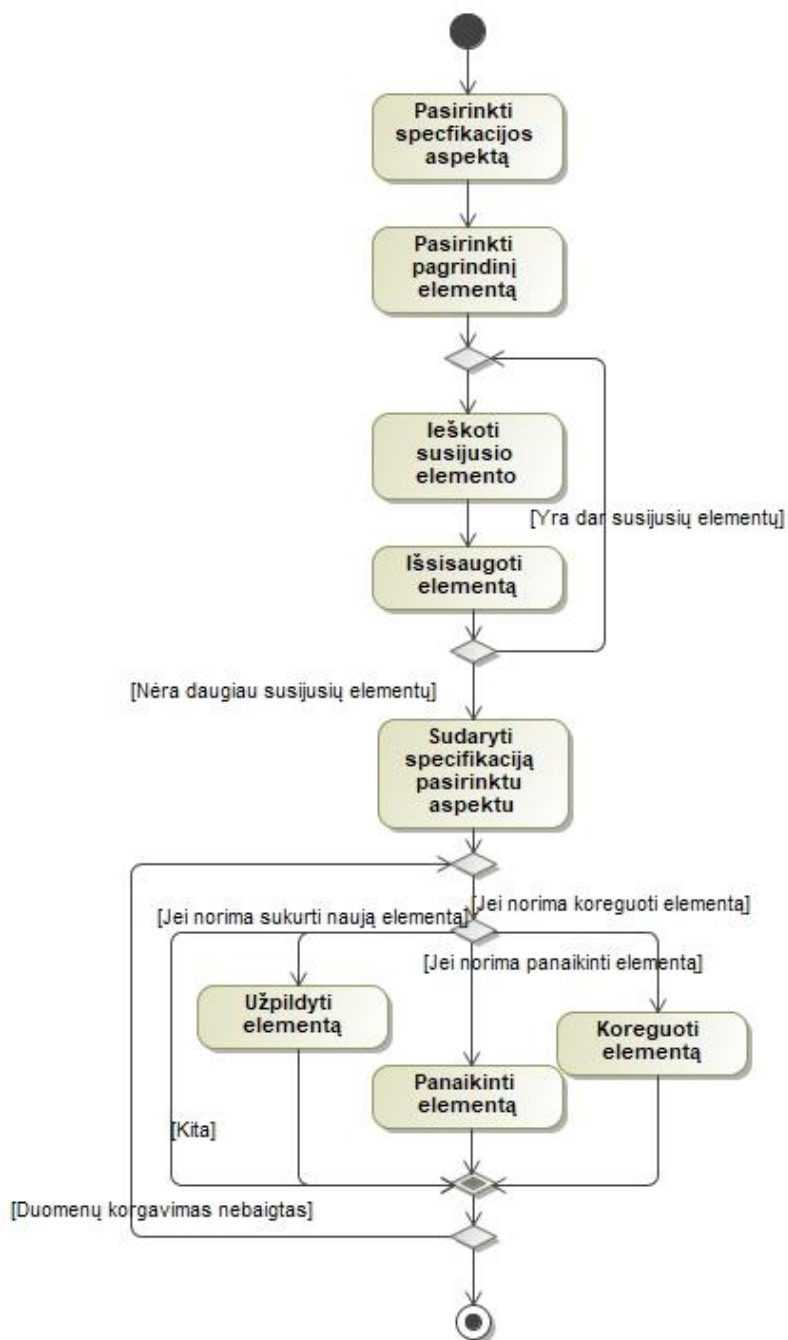 Pasirinkti
specfikacijos
aspektą
Pasirinkti
pagrindinį
elementą
Ieškoti
susijusio
elemento
[Yra dar susijusių elementų]
Išsisaugoti
elementą
[Nėra daugiau susijusių elementų]
Sudaryti
specifikaciją
pasirinktu
aspektu
[Jei norima koreguoti elementą]
[Jei norima sukurti naują elementą]
[Jei norima panaikinti elementą]
Užpildyti
elementą
Koreguoti
elementą
Panaikinti
elementą
[Kita]
[Duomenų korgavimas nebaigtas]